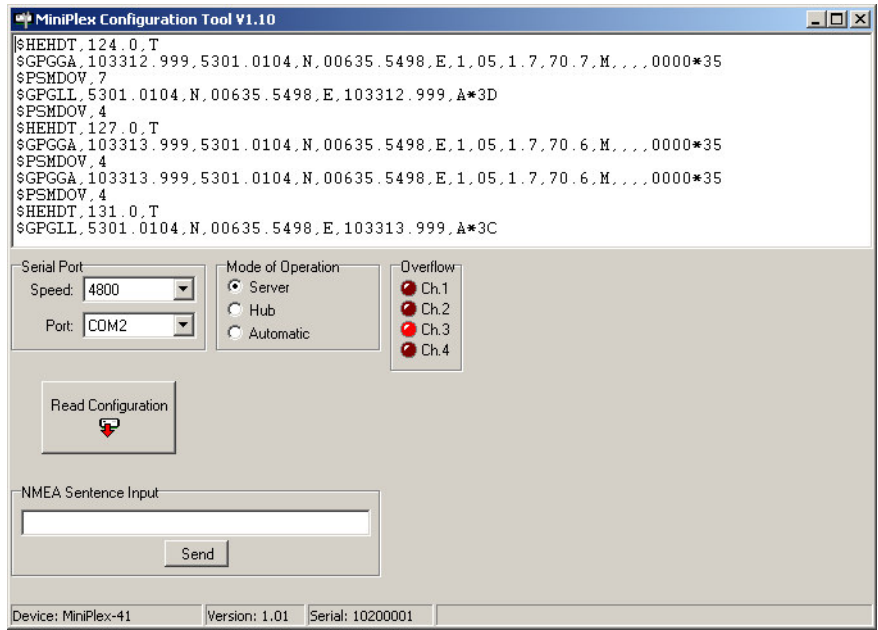 MiniPlex Configuration Tool V1.10
$HEHDT,124.0,T
$GPGGA,103312.999,5301.0104,N,00635.5498,E,1,05,1.7,70.7,M,,,,0000*35
$PSMDOV,7
$GPGLL,5301.0104,N,00635.5498,E,103312.999,A*3D
$PSMDOV,4
$HEHDT,127.0,T
$GPGGA,103313.999,5301.0104,N,00635.5498,E,1,05,1.7,70.6,M,,,,0000*35
$PSMDOV,4
$GPGGA,103313.999,5301.0104,N,00635.5498,E,1,05,1.7,70.6,M,,,,0000*35
$PSMDOV,4
$HEHDT,131.0,T
$GPGLL,5301.0104,N,00635.5498,E,103313.999,A*3C
Serial Port
Speed: 4800
Port: COM2
Mode of Operation
Server
Hub
Automatic
Overflow
Ch.1
Ch.2
Ch.3
Ch.4
Read Configuration
NMEA Sentence Input
Send
Device: MiniPlex-41
Version: 1.01
Serial: 10200001